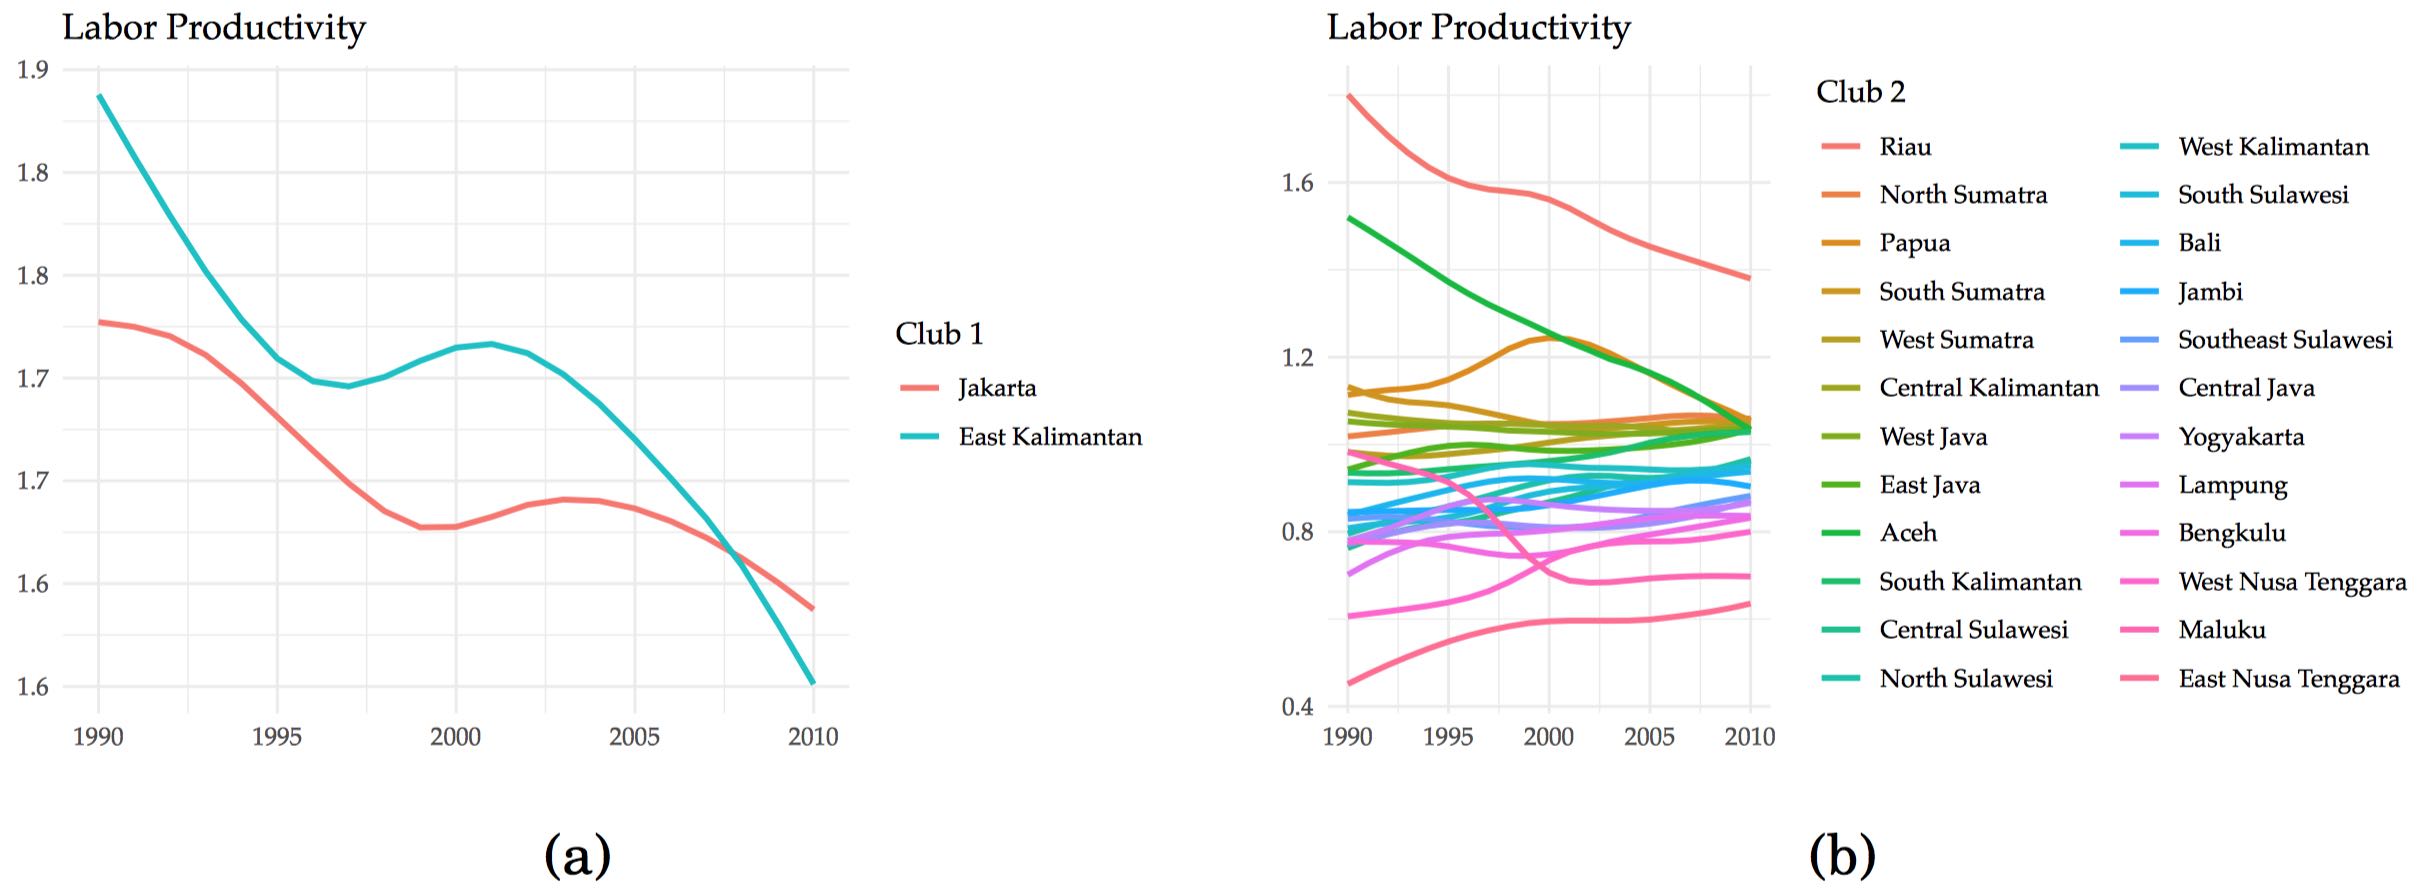 Labor Productivity
1.9
1.8
1.8
1.7
1.7
1.6
1.6
1990 1995 2000 2005 2010
Club 1
Jakarta
East Kalimantan
(a)
Labor Productivity
1.6
1.2
0.8
0.4
1990 1995 2000 2005 2010
Club 2
Riau
North Sumatra
Papua
South Sumatra
West Sumatra
Central Kalimantan
West Java
East Java
Aceh
South Kalimantan
Central Sulawesi
North Sulawesi
West Kalimantan
South Sulawesi
Bali
Jambi
Southeast Sulawesi
Central Java
Yogyakarta
Lampung
Bengkulu
West Nusa Tenggara
Maluku
East Nusa Tenggara
(b)